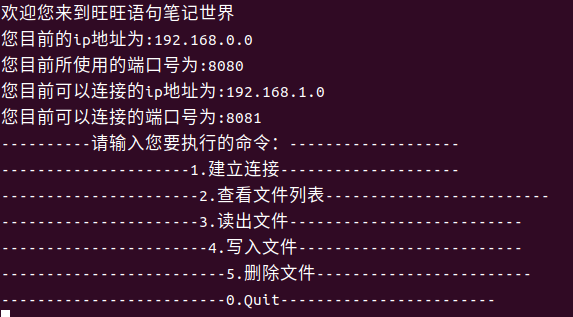 欢迎您来到旺旺语句笔记世界
您目前的ip地址为:192.168.0.0
您目前所使用的端口号为:8080
您目前可以连接的ip地址为:192.168.1.0
您目前可以连接的端口号为:8081
----------请输入您要执行的命令：-------------------
---------------------1.建立连接--------------------
----------------------2.查看文件列表-------------------------
----------------------3.读出文件--------------------------
-----------------------4.写入文件-------------------------
-------------------------5.删除文件------------------------
-------------------------0.Quit------------------------